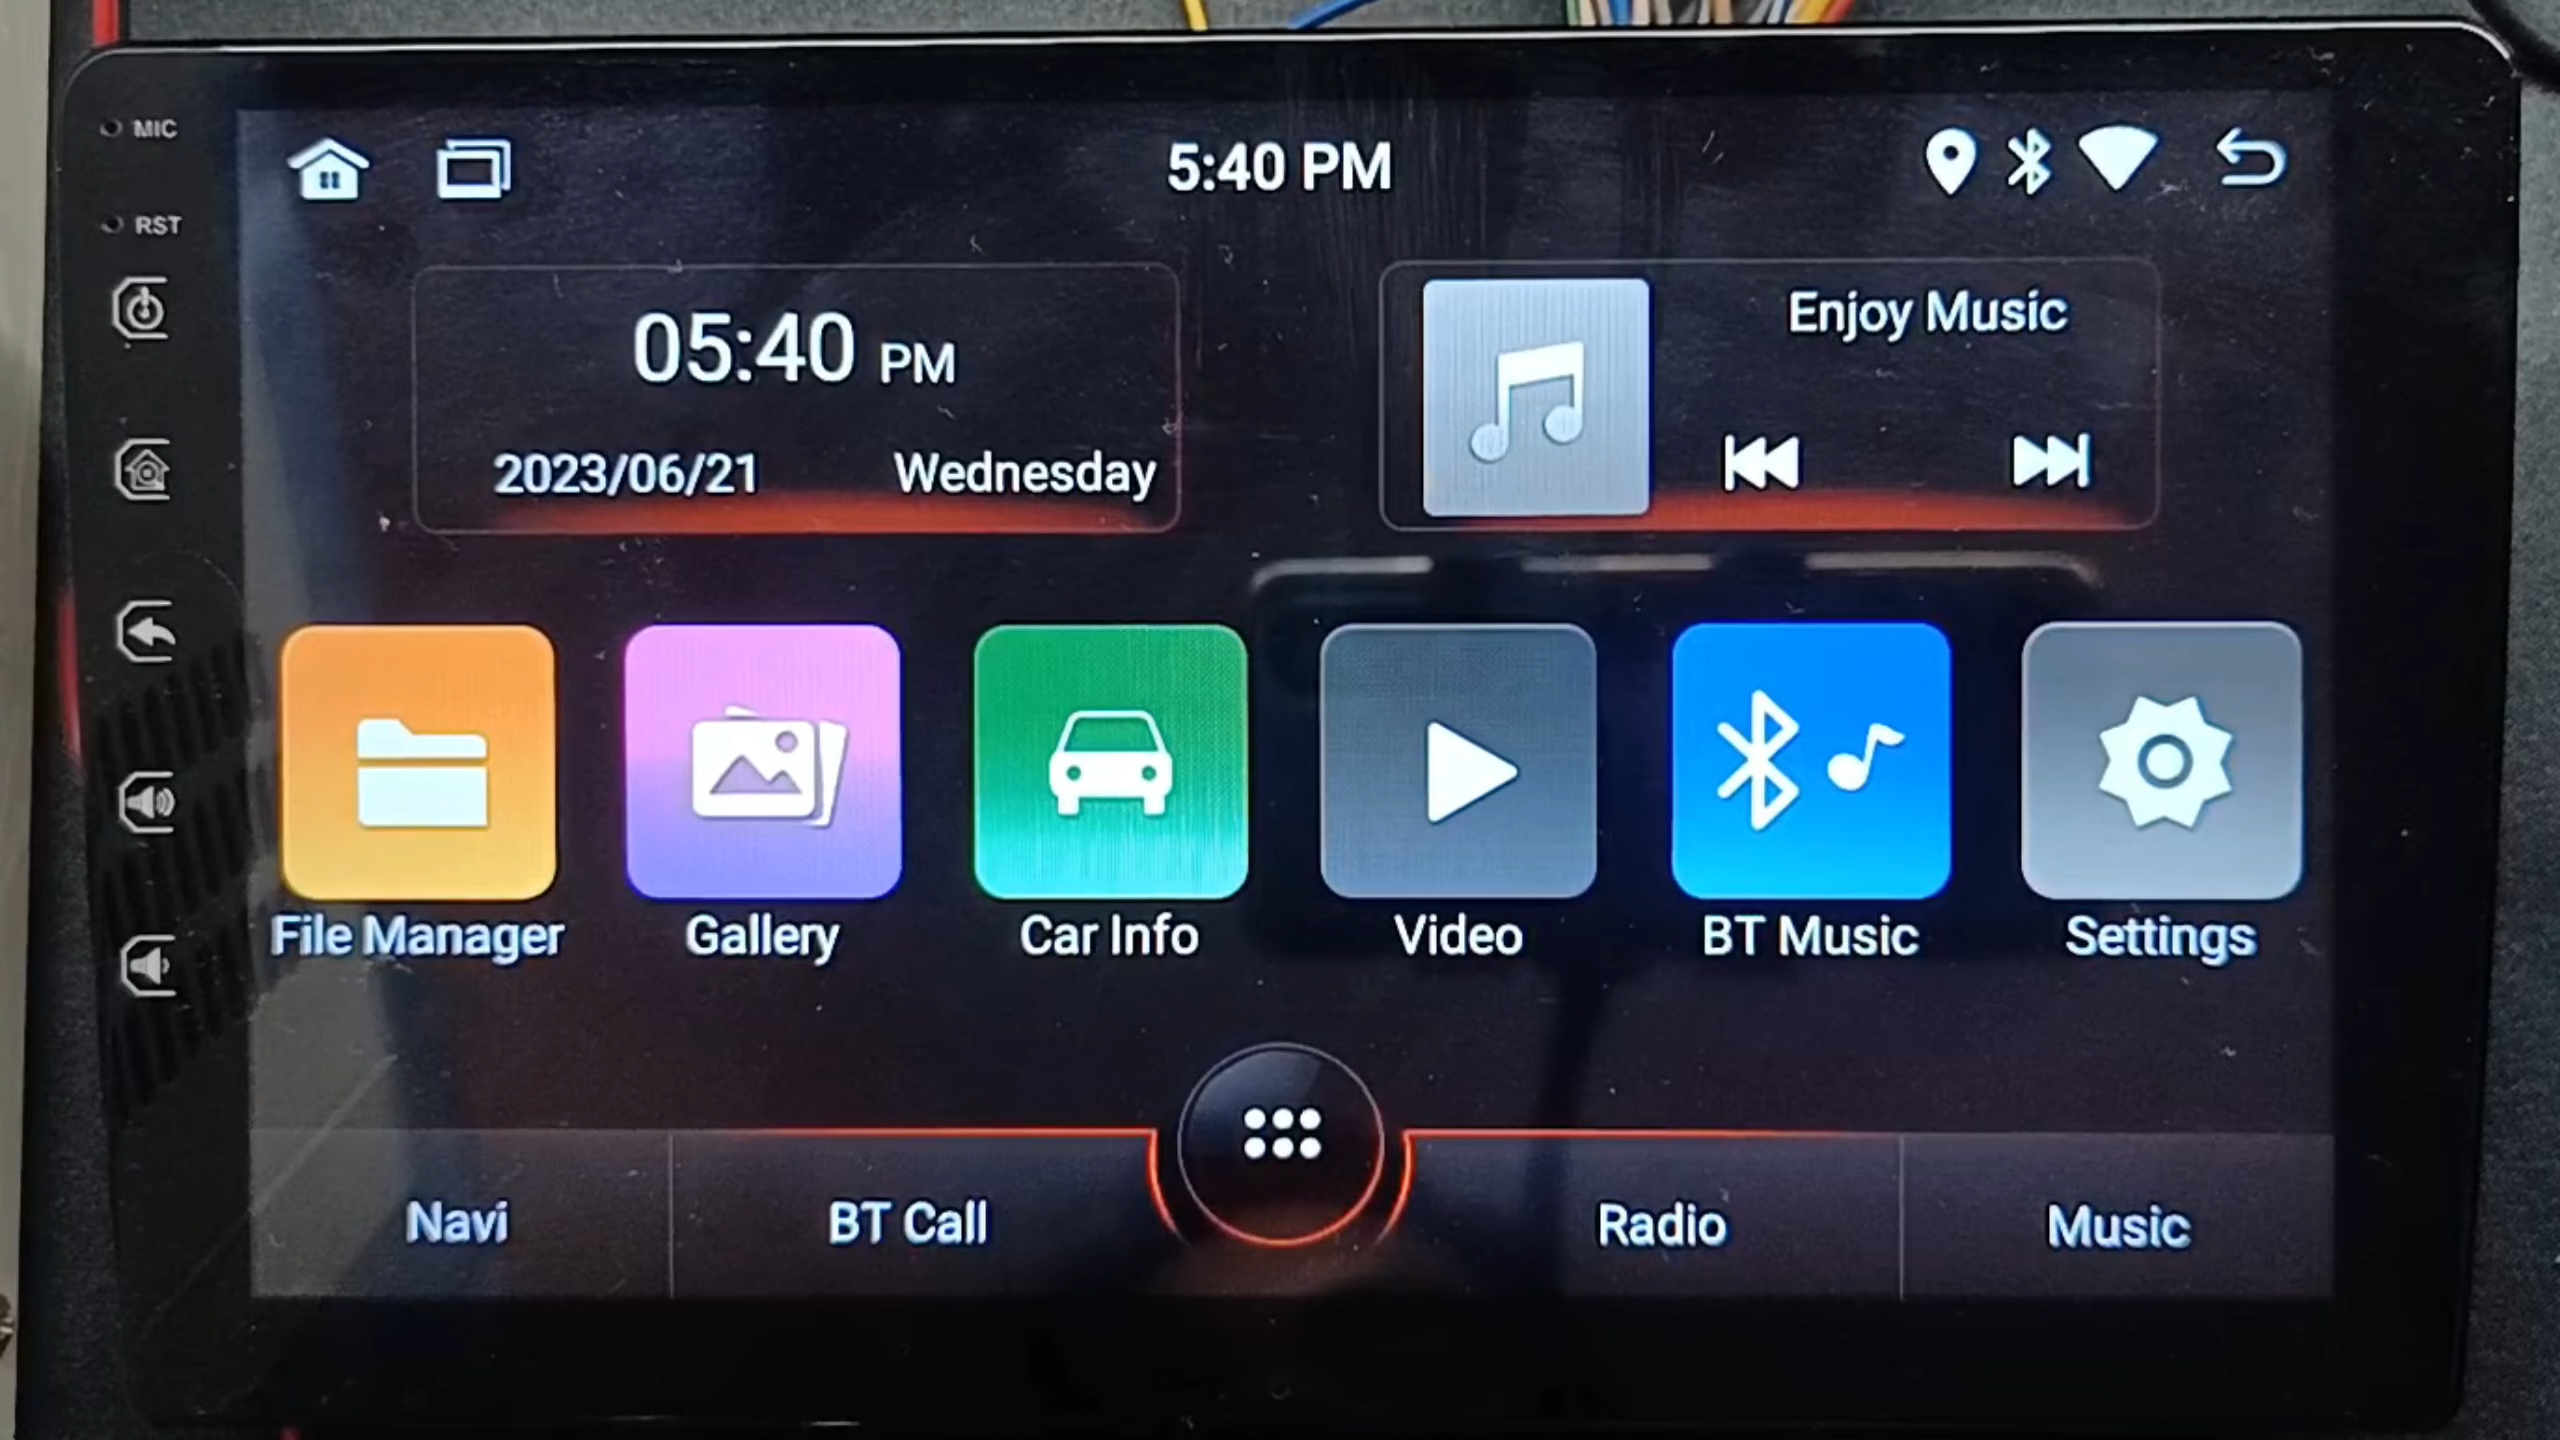 MIC
RST
5:40 PM
05:40 PM
2023/06/21 Wednesday
Enjoy Music
File Manager
Gallery
Car Info
Video
BT Music
Settings
Navi
BT Call
Radio
Music